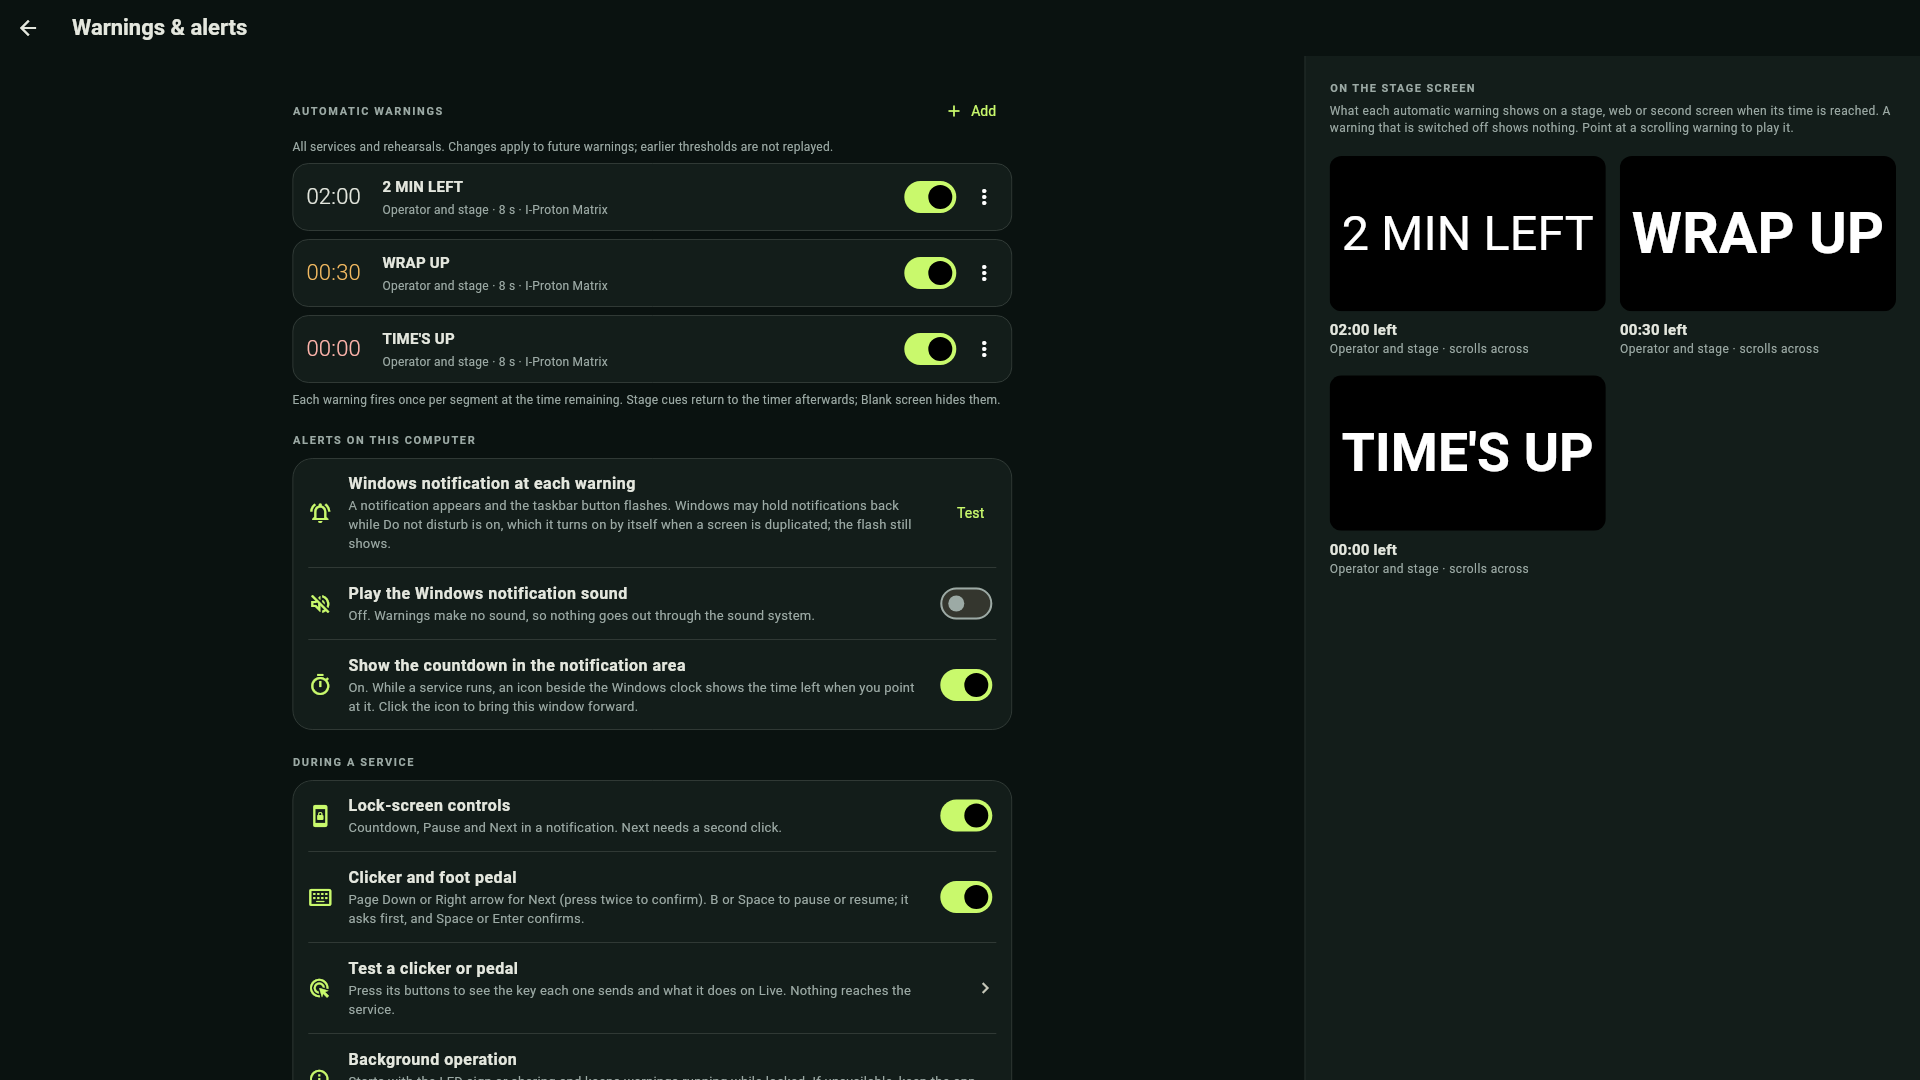 Warnings & alerts
AUTOMATIC WARNINGS
Add
All services and rehearsals. Changes apply to future warnings; earlier thresholds are not replayed.
02:00
2 MIN LEFT
Operator and stage · 8 s · I-Proton Matrix
00:30
WRAP UP
Operator and stage · 8 s · I-Proton Matrix
00:00
TIME'S UP
Operator and stage · 8 s · I-Proton Matrix
Each warning fires once per segment at the time remaining. Stage cues return to the timer afterwards; Blank screen hides them.
ALERTS ON THIS COMPUTER
Windows notification at each warning
A notification appears and the taskbar button flashes. Windows may hold notifications back
while Do not disturb is on, which it turns on by itself when a screen is duplicated; the flash still
shows.
Test
Play the Windows notification sound
Off. Warnings make no sound, so nothing goes out through the sound system.
Show the countdown in the notification area
On. While a service runs, an icon beside the Windows clock shows the time left when you point
at it. Click the icon to bring this window forward.
DURING A SERVICE
Lock-screen controls
Countdown, Pause and Next in a notification. Next needs a second click.
Clicker and foot pedal
Page Down or Right arrow for Next (press twice to confirm). B or Space to pause or resume; it
asks first, and Space or Enter confirms.
Test a clicker or pedal
Press its buttons to see the key each one sends and what it does on Live. Nothing reaches the
service.
Background operation
ON THE STAGE SCREEN
What each automatic warning shows on a stage, web or second screen when its time is reached. A
warning that is switched off shows nothing. Point at a scrolling warning to play it.
2 MIN LEFT
02:00 left
Operator and stage · scrolls across
WRAP UP
00:30 left
Operator and stage · scrolls across
TIME'S UP
00:00 left
Operator and stage · scrolls across